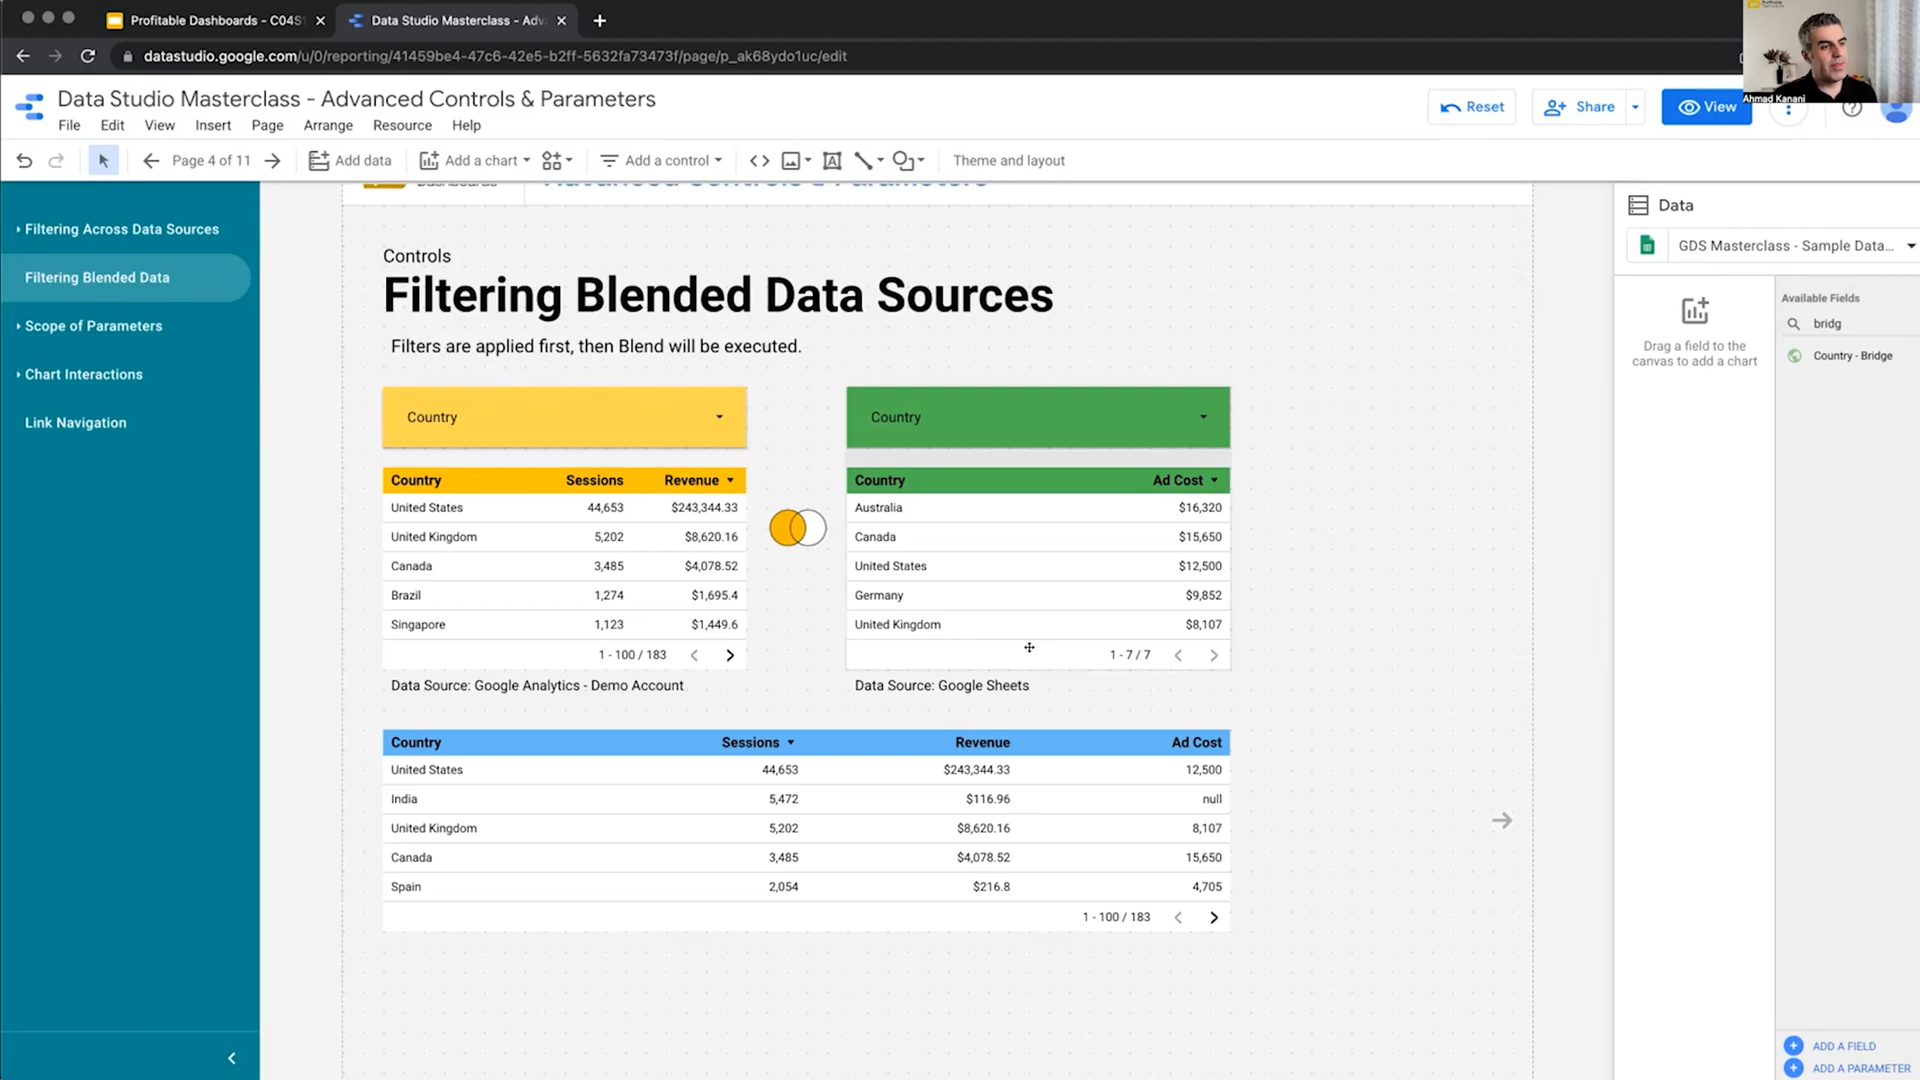 Profitable Dashboards - C04S
Data Studio Masterclass - Adv
datastudio.google.com/u/0/reporting/41459be4-47c6-42e5-b2ff-5632fa73473f/page/p_ak68ydo1uc/edit
Ahmad Kanani
Data Studio Masterclass - Advanced Controls & Parameters
Reset
Share
View
File Edit View Insert Page Arrange Resource Help
Page 4 of 11
Add data
Add a chart
Add a control
Theme and layout
Dashboards
Advanced Controls & Parameters
Filtering Across Data Sources
Filtering Blended Data
Scope of Parameters
Chart Interactions
Link Navigation
Controls
Filtering Blended Data Sources
Filters are applied first, then Blend will be executed.
Country
Country Sessions Revenue
United States 44,653 $243,344.33
United Kingdom 5,202 $8,620.16
Canada 3,485 $4,078.52
Brazil 1,274 $1,695.4
Singapore 1,123 $1,449.6
1 - 100 / 183
Data Source: Google Analytics - Demo Account
Country
Country Ad Cost
Australia $16,320
Canada $15,650
United States $12,500
Germany $9,852
United Kingdom $8,107
1 - 7 / 7
Data Source: Google Sheets
Country Sessions Revenue Ad Cost
United States 44,653 $243,344.33 12,500
India 5,472 $116.96 null
United Kingdom 5,202 $8,620.16 8,107
Canada 3,485 $4,078.52 15,650
Spain 2,054 $216.8 4,705
1 - 100 / 183
Data
GDS Masterclass - Sample Data...
Drag a field to the
canvas to add a chart
Available Fields
bridg
Country - Bridge
ADD A FIELD
ADD A PARAMETER